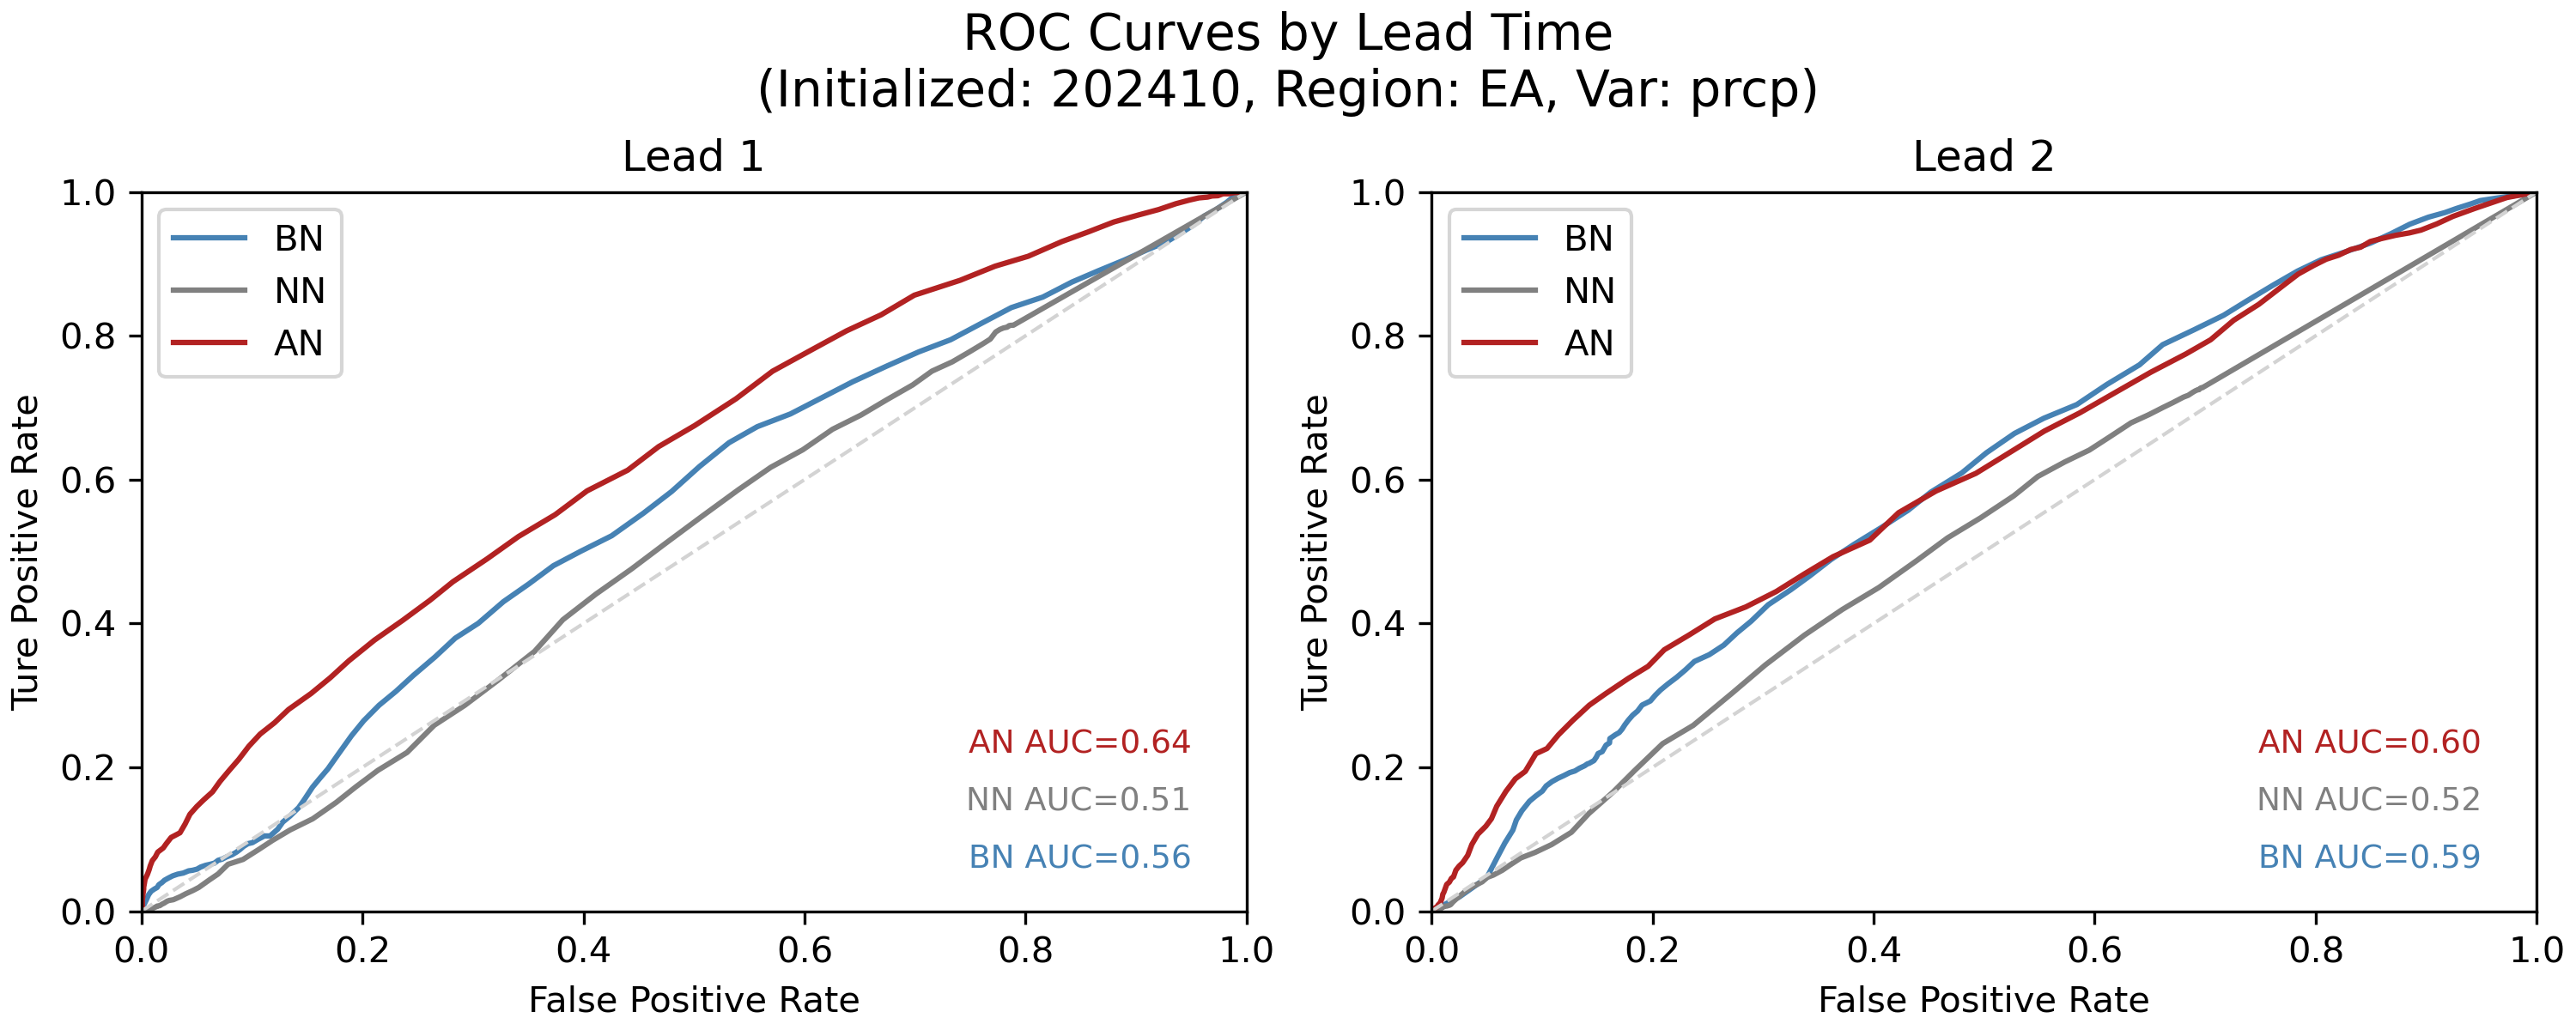 ROC Curves by Lead Time
(Initialized: 202410, Region: EA, Var: prcp)
Lead 1
1.0
0.8
0.6
0.4
0.2
0.0
Ture Positive Rate
BN
NN
AN
AN AUC=0.64
NN AUC=0.51
BN AUC=0.56
0.0 0.2 0.4 0.6 0.8 1.0
False Positive Rate
Lead 2
1.0
0.8
0.6
0.4
0.2
0.0
Ture Positive Rate
BN
NN
AN
AN AUC=0.60
NN AUC=0.52
BN AUC=0.59
0.0 0.2 0.4 0.6 0.8 1.0
False Positive Rate